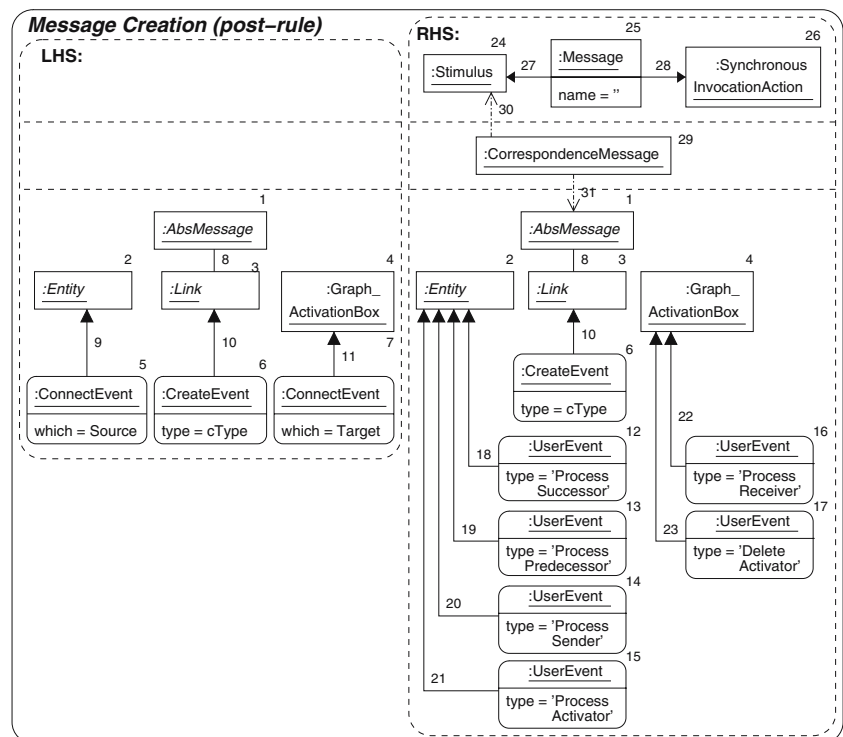 Message Creation (post–rule)
LHS:
1
:AbsMessage
8
2
3
4
:Entity
:Link
:Graph_
ActivationBox
9
10
11
5
6
7
:ConnectEvent
which = Source
:CreateEvent
type = cType
:ConnectEvent
which = Target
RHS:
24
25
26
:Stimulus
27
:Message
name = ''
28
:Synchronous
InvocationAction
30
:CorrespondenceMessage
29
31
1
:AbsMessage
8
2
3
4
:Entity
:Link
:Graph_
ActivationBox
10
6
:CreateEvent
type = cType
22
12
18
:UserEvent
type = 'Process
Successor'
16
:UserEvent
type = 'Process
Receiver'
13
19
:UserEvent
type = 'Process
Predecessor'
17
23
:UserEvent
type = 'Delete
Activator'
14
20
:UserEvent
type = 'Process
Sender'
15
21
:UserEvent
type = 'Process
Activator'